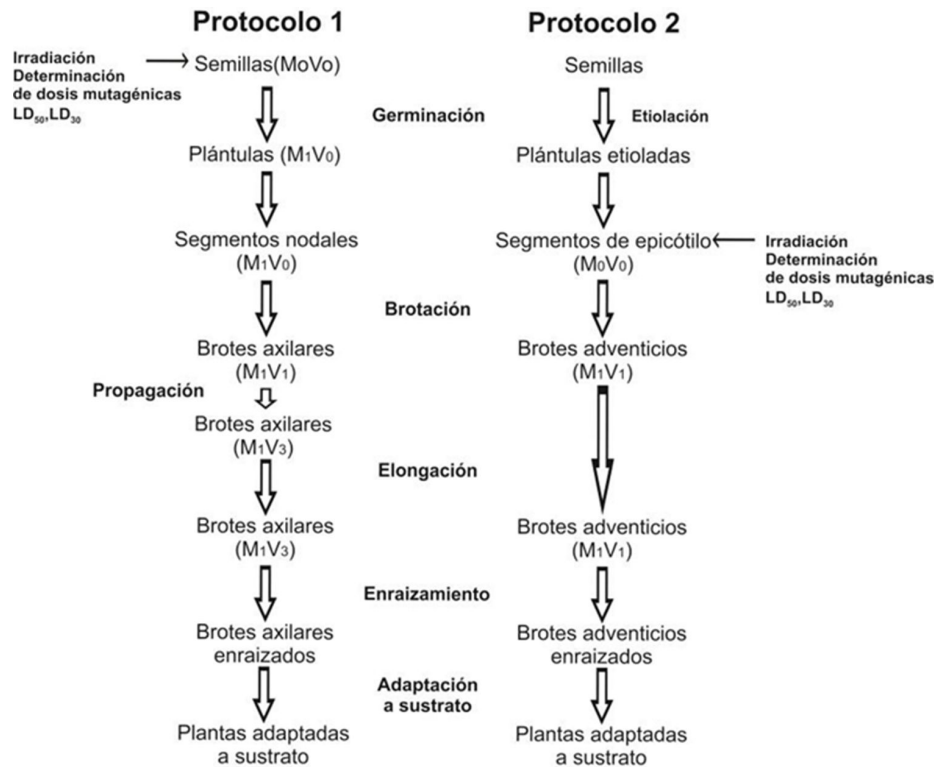 Protocolo 1
Protocolo 2
Irradiación
Determinación
de dosis mutagénicas
LD₅₀,LD₃₀
Semillas(MoVo)
Semillas
Germinación
Etiolación
Plántulas (M₁V₀)
Plántulas etioladas
Segmentos nodales
(M₁V₀)
Segmentos de epicótilo
(M₀V₀)
Irradiación
Determinación
de dosis mutagénicas
LD₅₀,LD₃₀
Brotación
Brotes axilares
(M₁V₁)
Brotes adventicios
(M₁V₁)
Propagación
Brotes axilares
(M₁V₃)
Elongación
Brotes axilares
(M₁V₃)
Brotes adventicios
(M₁V₁)
Enraizamiento
Brotes axilares
enraizados
Brotes adventicios
enraizados
Adaptación
a sustrato
Plantas adaptadas
a sustrato
Plantas adaptadas
a sustrato